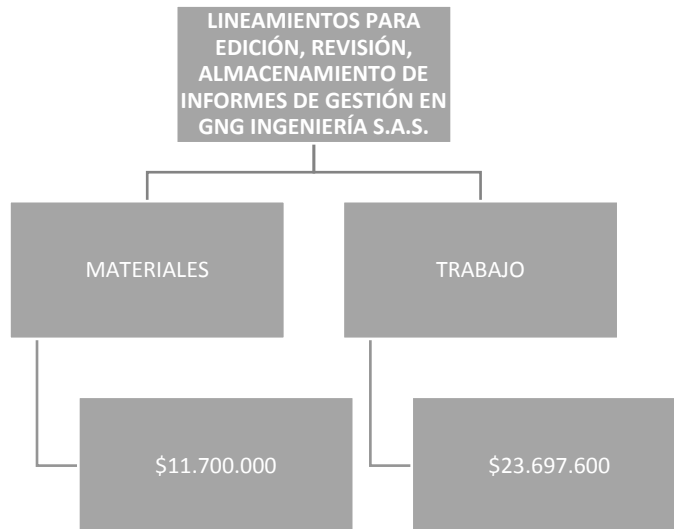 LINEAMIENTOS PARA
EDICIÓN, REVISIÓN,
ALMACENAMIENTO DE
INFORMES DE GESTIÓN EN
GNG INGENIERÍA S.A.S.
MATERIALES
TRABAJO
$11.700.000
$23.697.600